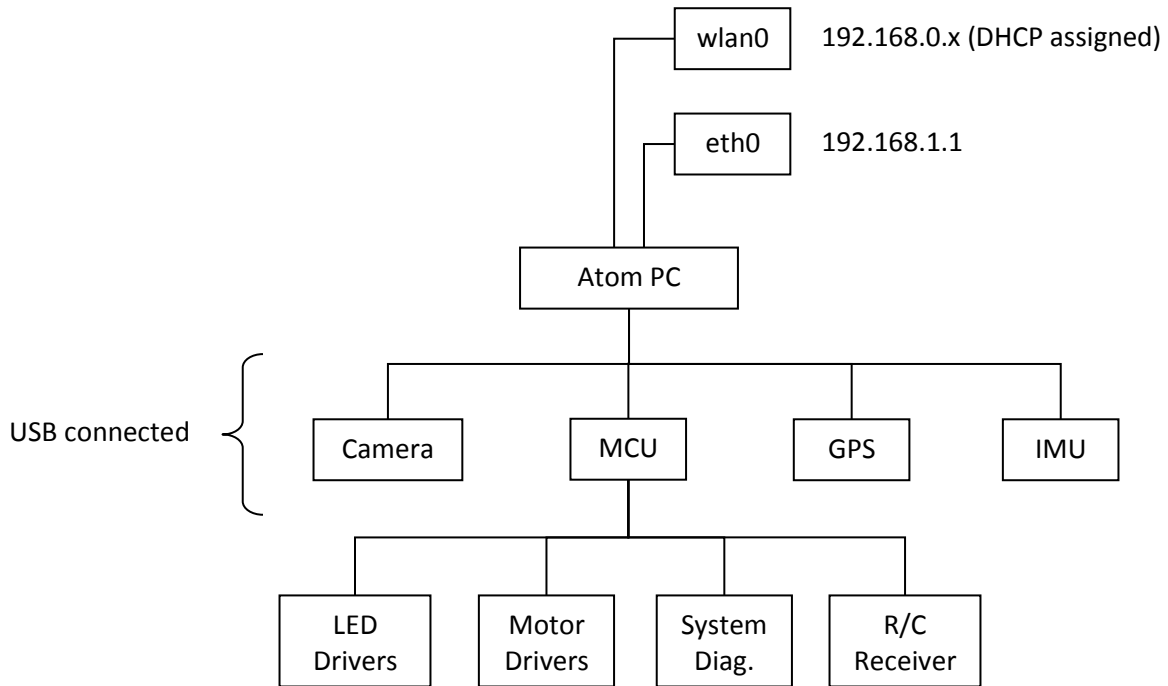 wlan0 192.168.0.x (DHCP assigned)
eth0 192.168.1.1
Atom PC
USB connected
Camera
MCU
GPS
IMU
LED
Drivers
Motor
Drivers
System
Diag.
R/C
Receiver